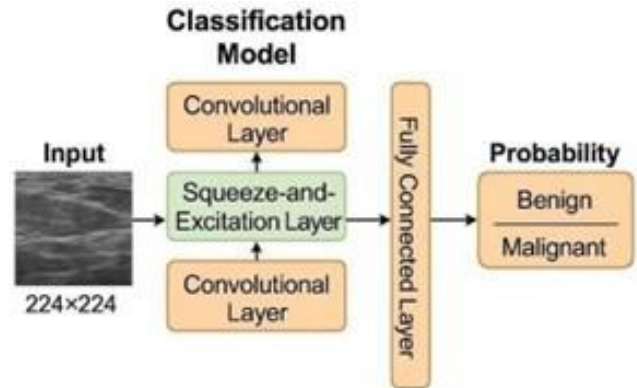 Classification
Model
Convolutional
Layer
Input
Squeeze-and-
Excitation Layer
224×224
Convolutional
Layer
Fully Connected Layer
Probability
Benign
Malignant